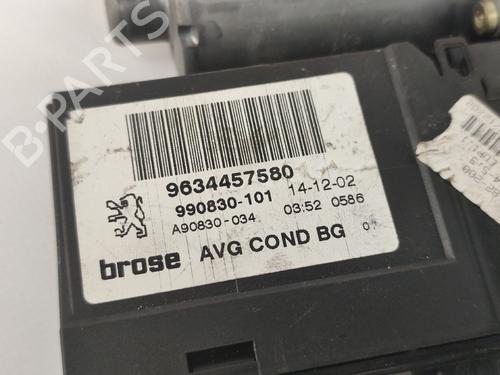 B-PARTS
9634457580
990830-101 14-12-02
A90830-034 03:52 0586
brose AVG COND BG